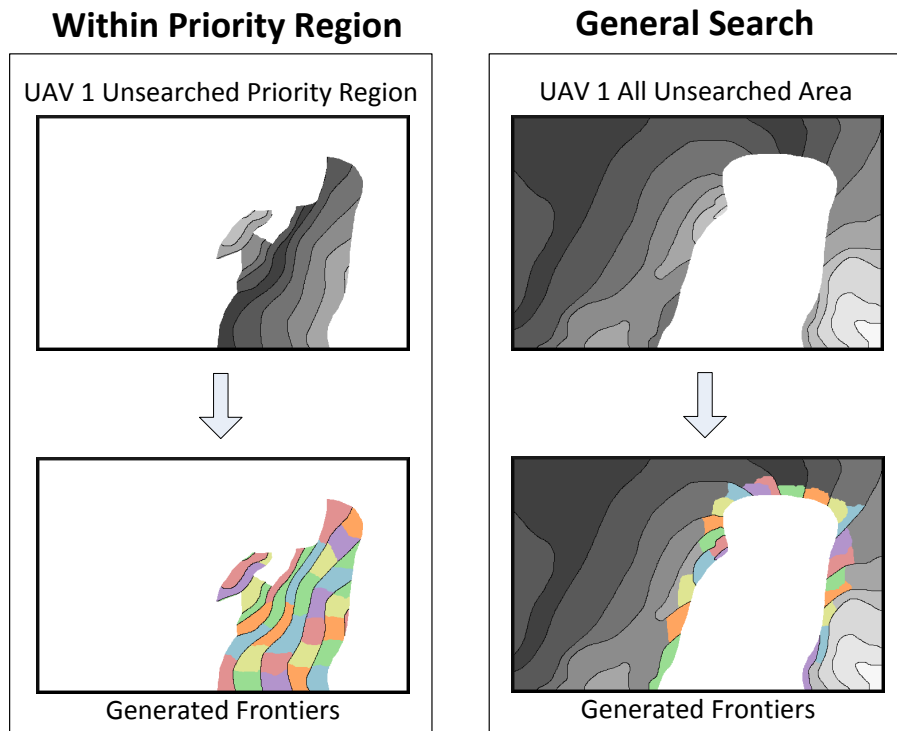 Within Priority Region
UAV 1 Unsearched Priority Region
Generated Frontiers
General Search
UAV 1 All Unsearched Area
Generated Frontiers